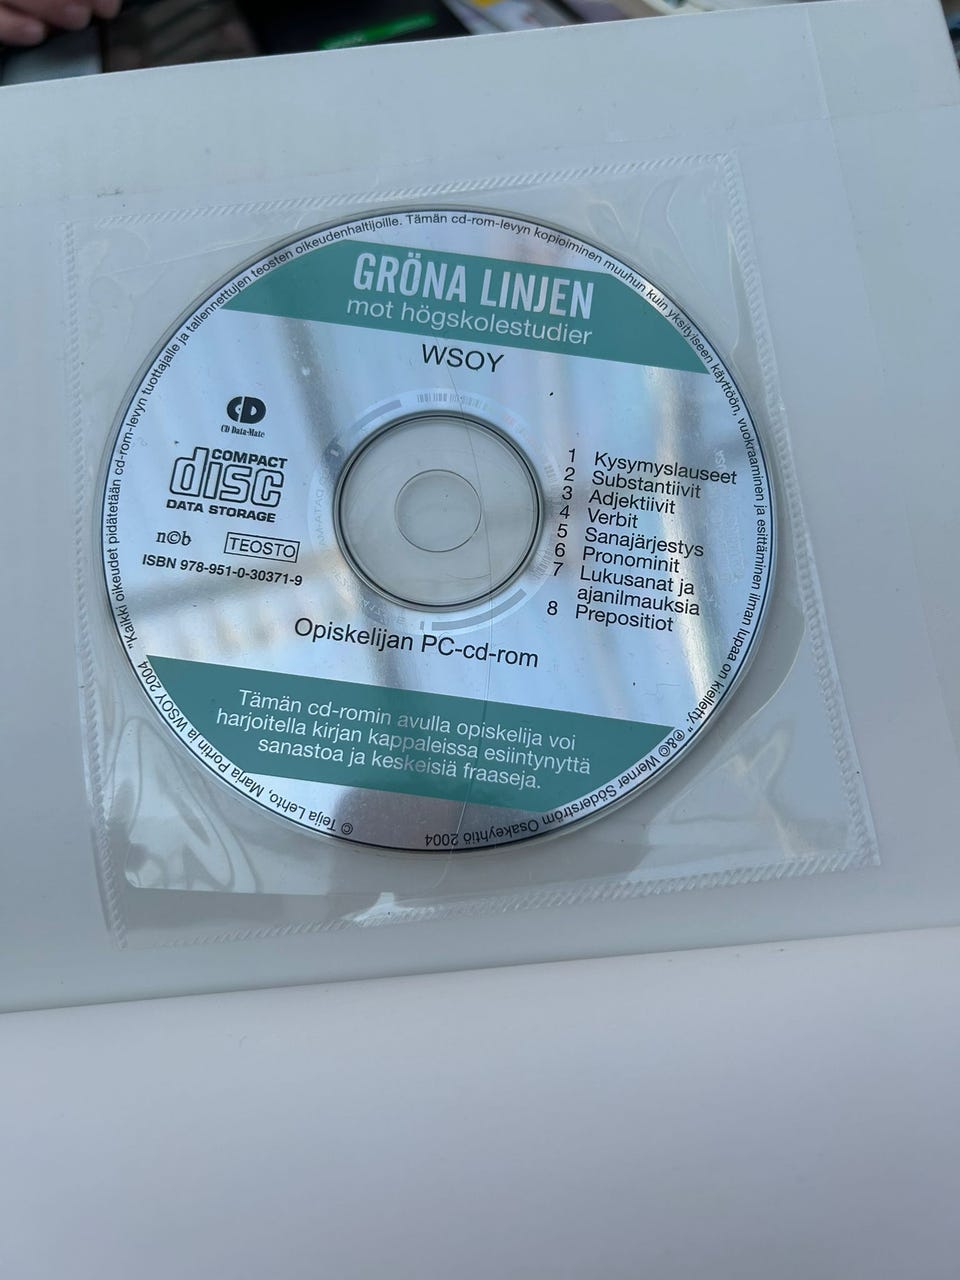 GRÖNA LINJEN
mot högskolestudier
WSOY
CD Data-Mate
COMPACT
disc
DATA STORAGE
n©b
TEOSTO
ISBN 978-951-0-30371-9
1 Kysymyslauseet
2 Substantiivit
3 Adjektiivit
4 Verbit
5 Sanajärjestys
6 Pronominit
7 Lukusanat ja
ajanilmauksia
8 Prepositiot
Opiskelijan PC-cd-rom
Tämän cd-romin avulla opiskelija voi
harjoitella kirjan kappaleissa esiintynyttä
sanastoa ja keskeisiä fraaseja.
© Teija Lehto, Marja Portin ja WSOY 2004 "Kaikki oikeudet pidätetään cd-rom-levyn tuottajalle ja tallennettujen teosten oikeudenhaltijoille. Tämän cd-rom-levyn kopioiminen muuhun kuin yksityiseen käyttöön, vuokraaminen ja esittäminen ilman lupaa on kielletty." ℗&© Werner Söderström Osakeyhtiö 2004